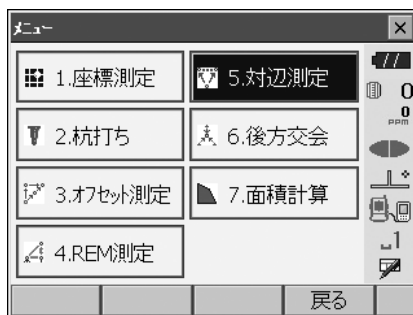 ﾒﾆｭｰ
1.座標測定
5.対辺測定
2.杭打ち
6.後方交会
3.ｵﾌｾｯﾄ測定
7.面積計算
4.REM測定
0
0
PPM
1
戻る